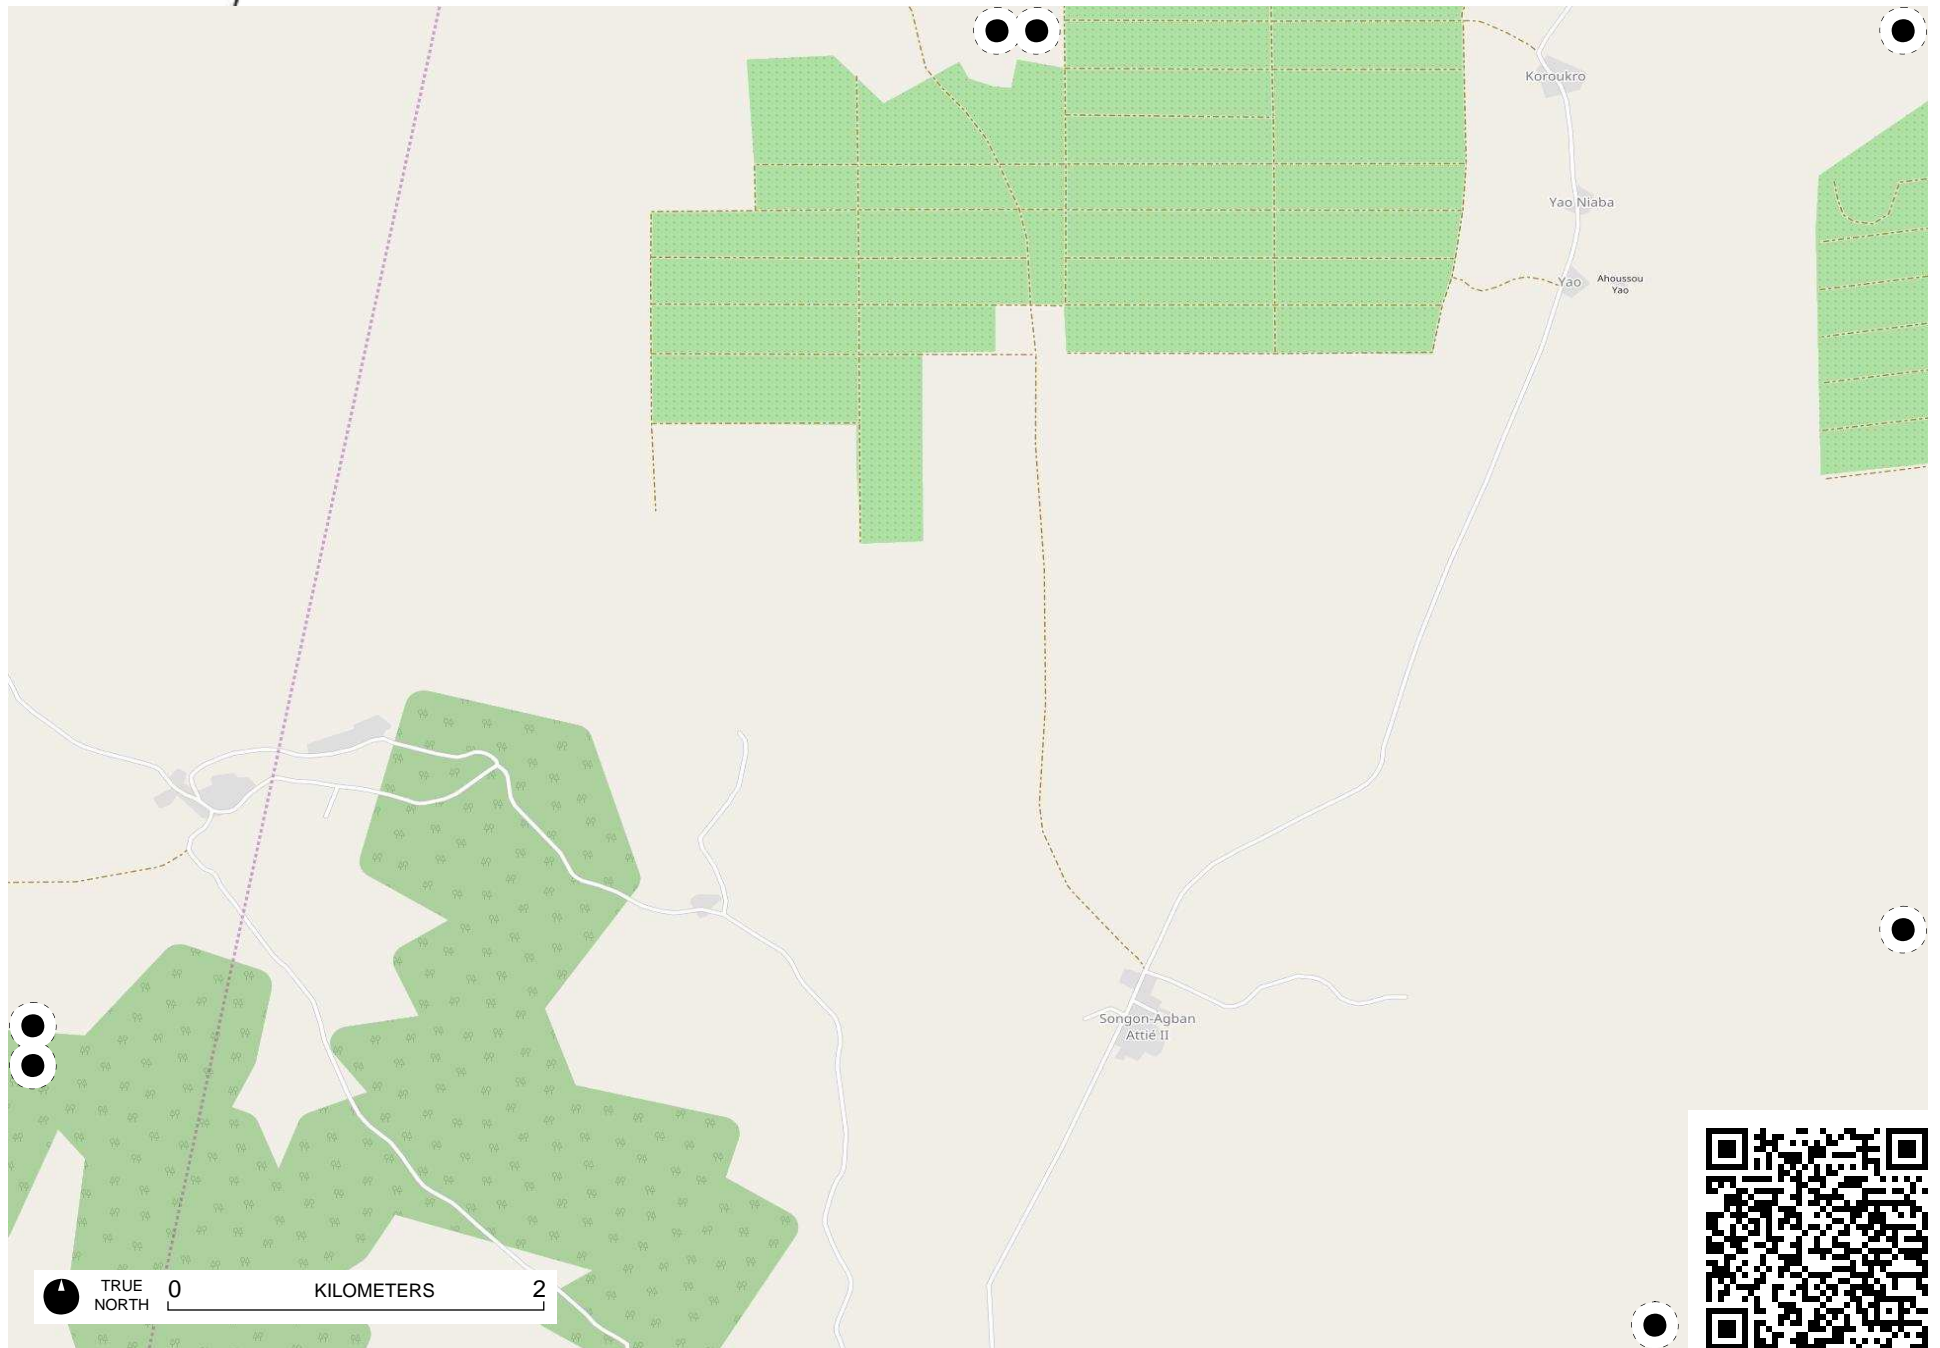 Koroukro
Yao Niaba
Yao
Ahoussou
Yao
Songon-Agban
Attié II
TRUE
NORTH
0
KILOMETERS
2